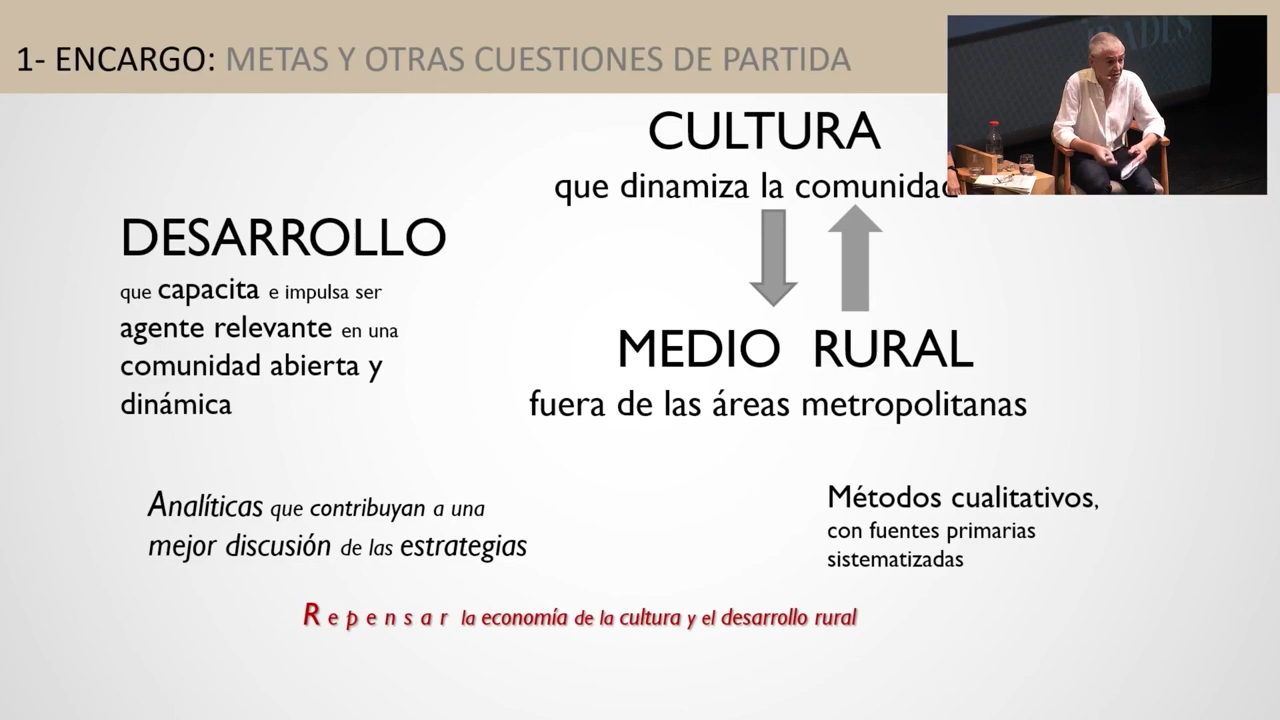 1- ENCARGO: METAS Y OTRAS CUESTIONES DE PARTIDA
CULTURA
que dinamiza la comunidad
DESARROLLO
que capacita e impulsa ser
agente relevante en una
comunidad abierta y
dinámica
MEDIO RURAL
fuera de las áreas metropolitanas
Analíticas que contribuyan a una
mejor discusión de las estrategias
Métodos cualitativos,
con fuentes primarias
sistematizadas
Repensar la economía de la cultura y el desarrollo rural